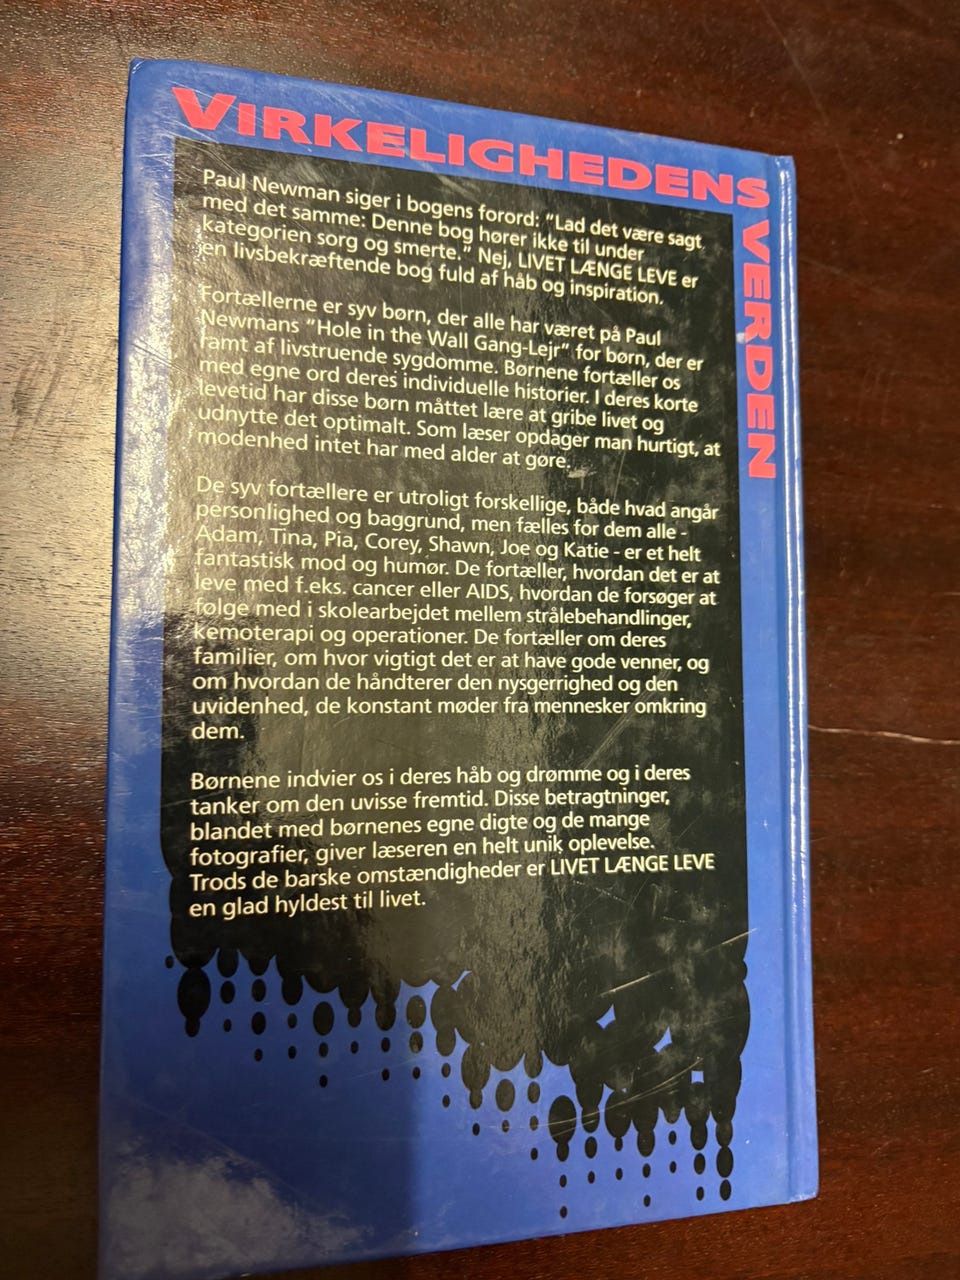 VIRKELIGHEDENS
VERDEN
Paul Newman siger i bogens forord: "Lad det være sagt
med det samme: Denne bog hører ikke til under
kategorien sorg og smerte." Nej, LIVET LÆNGE LEVE er
en livsbekræftende bog fuld af håb og inspiration.
Fortællerne er syv børn, der alle har været på Paul
Newmans "Hole in the Wall Gang-Lejr" for børn, der er
ramt af livstruende sygdomme. Børnene fortæller os
med egne ord deres individuelle historier. I deres korte
levetid har disse børn måttet lære at gribe livet og
udnytte det optimalt. Som læser opdager man hurtigt, at
modenhed intet har med alder at gøre.
De syv fortællere er utroligt forskellige, både hvad angår
personlighed og baggrund, men fælles for dem alle -
Adam, Tina, Pia, Corey, Shawn, Joe og Katie - er et helt
fantastisk mod og humør. De fortæller, hvordan det er at
leve med f.eks. cancer eller AIDS, hvordan de forsøger at
følge med i skolearbejdet mellem strålebehandlinger,
kemoterapi og operationer. De fortæller om deres
familier, om hvor vigtigt det er at have gode venner, og
om hvordan de håndterer den nysgerrighed og den
uvidenhed, de konstant møder fra mennesker omkring
dem.
Børnene indvier os i deres håb og drømme og i deres
tanker om den uvisse fremtid. Disse betragtninger,
blandet med børnenes egne digte og de mange
fotografier, giver læseren en helt unik oplevelse.
Trods de barske omstændigheder er LIVET LÆNGE LEVE
en glad hyldest til livet.